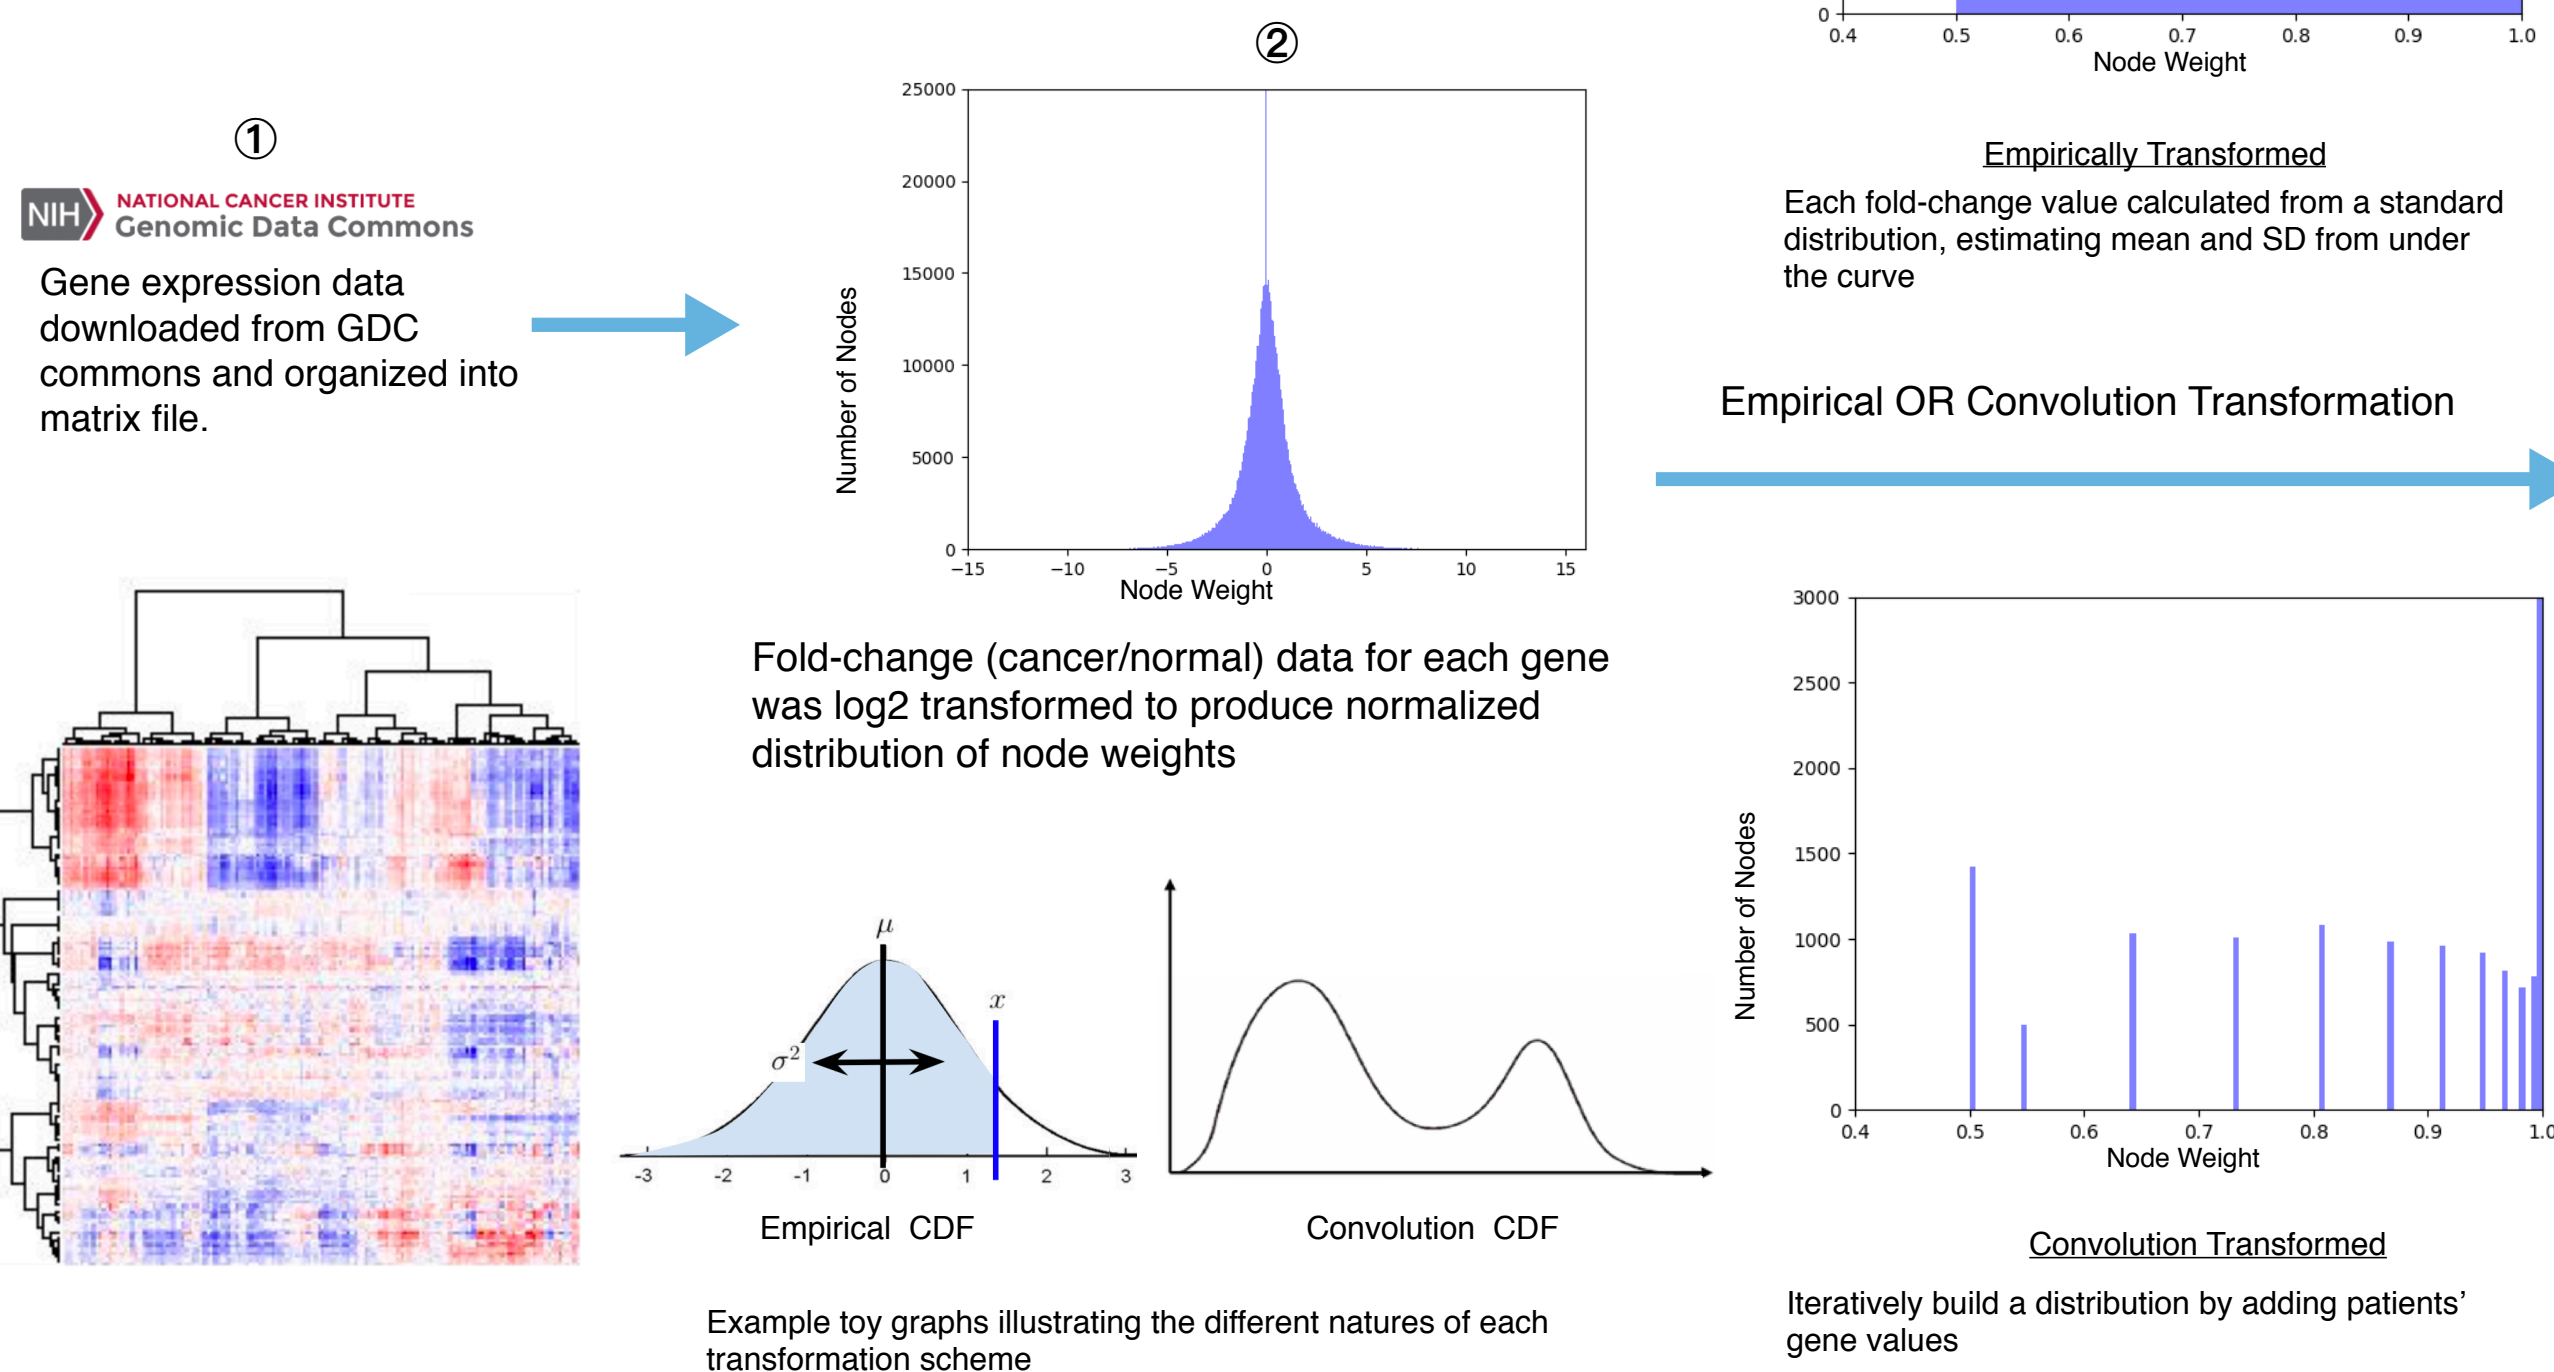 ①
NIH
NATIONAL CANCER INSTITUTE
Genomic Data Commons
Gene expression data
downloaded from GDC
commons and organized into
matrix file.
②
25000
20000
15000
10000
5000
0
Number of Nodes
−15 −10 −5 0 5 10 15
Node Weight
Fold-change (cancer/normal) data for each gene
was log2 transformed to produce normalized
distribution of node weights
μ
x
σ²
-3 -2 -1 0 1 2 3
Empirical CDF
Convolution CDF
Example toy graphs illustrating the different natures of each
transformation scheme
0
0.4 0.5 0.6 0.7 0.8 0.9 1.0
Node Weight
Empirically Transformed
Each fold-change value calculated from a standard
distribution, estimating mean and SD from under
the curve
Empirical OR Convolution Transformation
3000
2500
2000
1500
1000
500
0
Number of Nodes
0.4 0.5 0.6 0.7 0.8 0.9 1.0
Node Weight
Convolution Transformed
Iteratively build a distribution by adding patients’
gene values